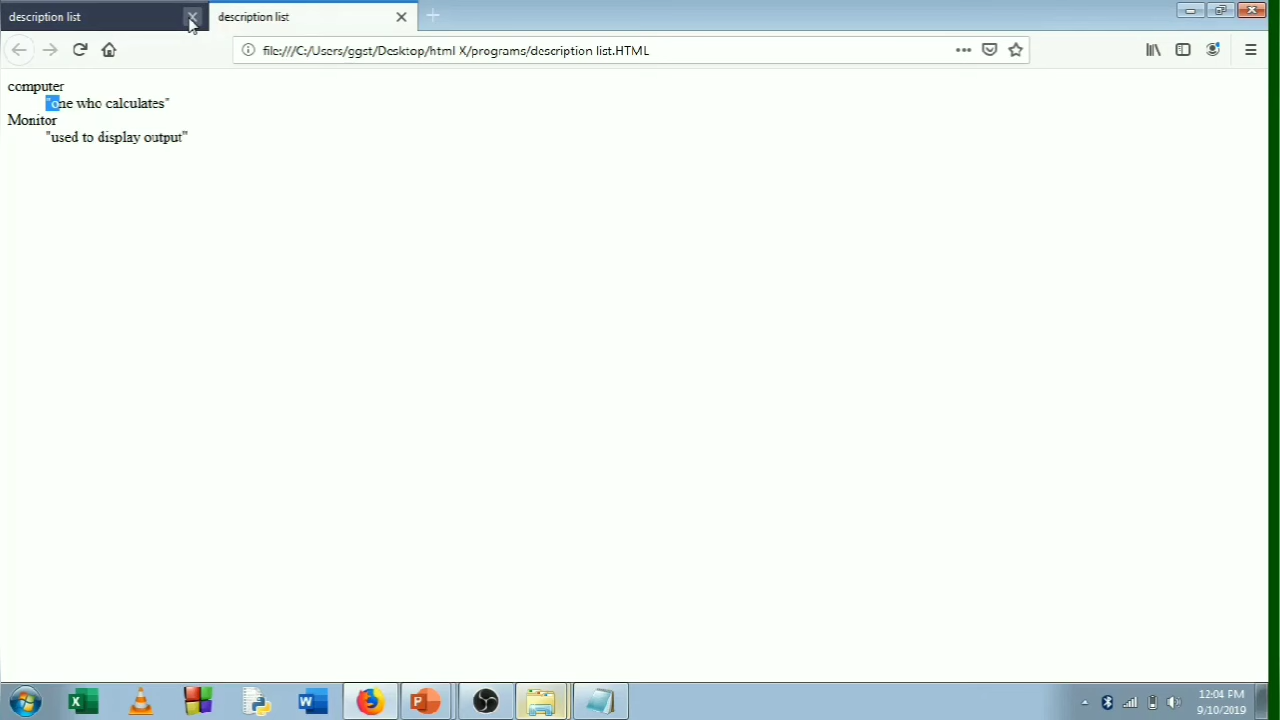 description list
description list
file:///C:/Users/ggst/Desktop/html X/programs/description list.HTML
computer
"one who calculates"
Monitor
"used to display output"
12:04 PM
9/10/2019